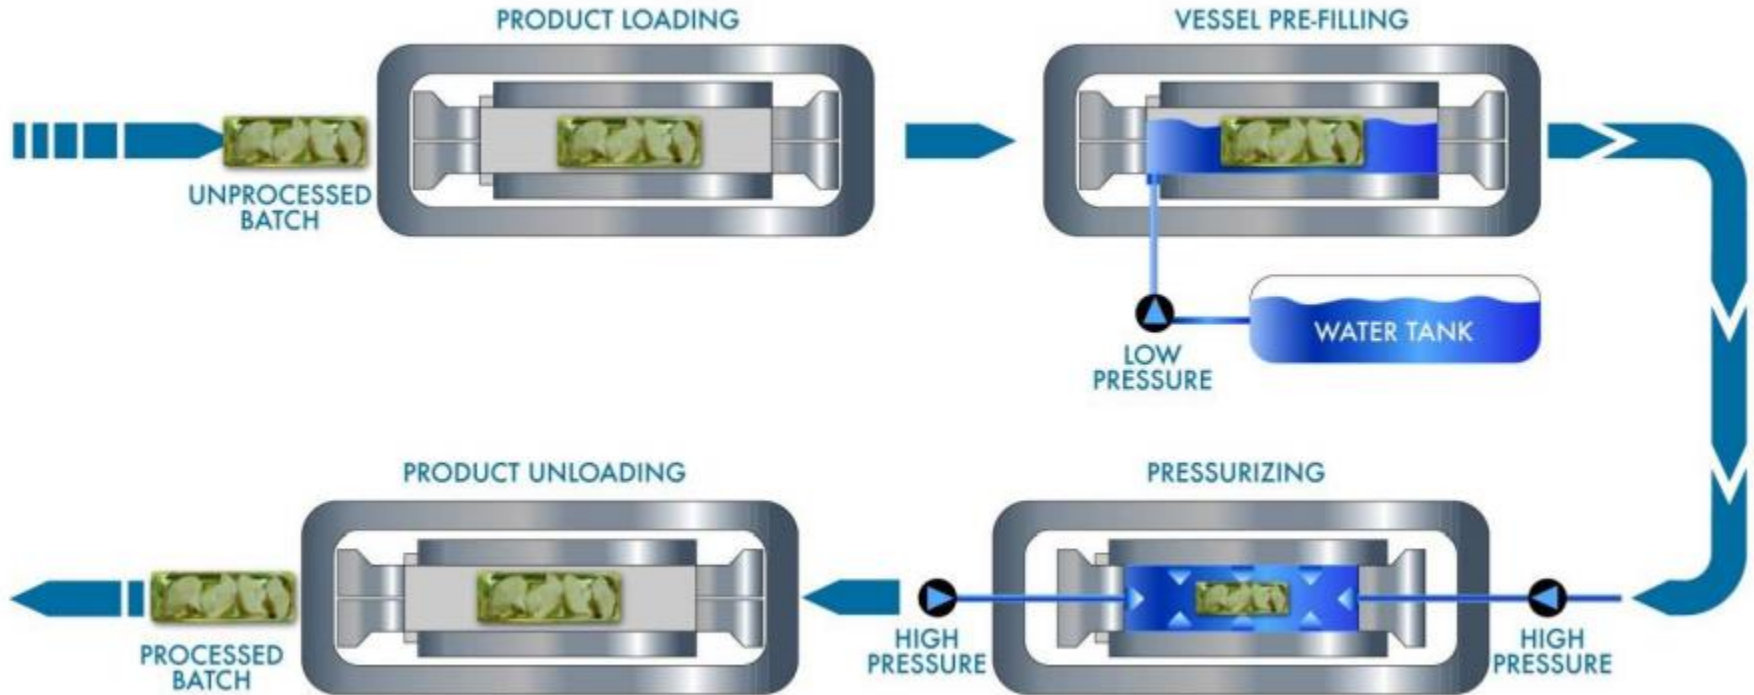 PRODUCT LOADING
VESSEL PRE-FILLING
UNPROCESSED
BATCH
WATER TANK
LOW
PRESSURE
PRODUCT UNLOADING
PRESSURIZING
PROCESSED
BATCH
HIGH
PRESSURE
HIGH
PRESSURE